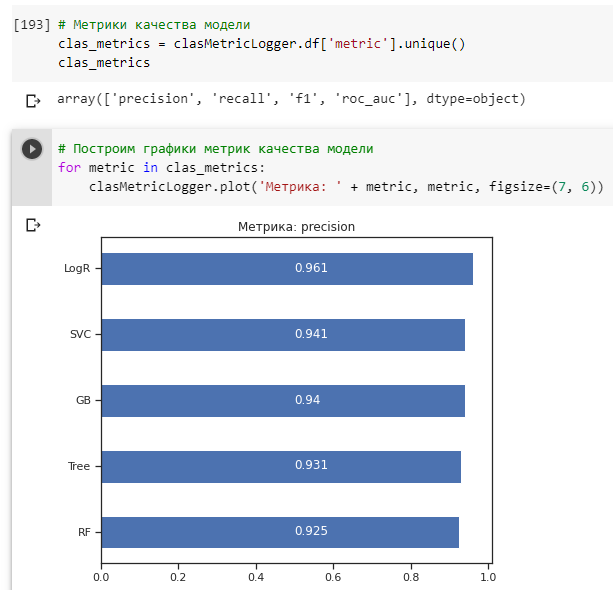 [193] # Метрики качества модели
clas_metrics = clasMetricLogger.df['metric'].unique()
clas_metrics
array(['precision', 'recall', 'f1', 'roc_auc'], dtype=object)
# Построим графики метрик качества модели
for metric in clas_metrics:
    clasMetricLogger.plot('Метрика: ' + metric, metric, figsize=(7, 6))
Метрика: precision
LogR 0.961
SVC 0.941
GB 0.94
Tree 0.931
RF 0.925
0.0 0.2 0.4 0.6 0.8 1.0